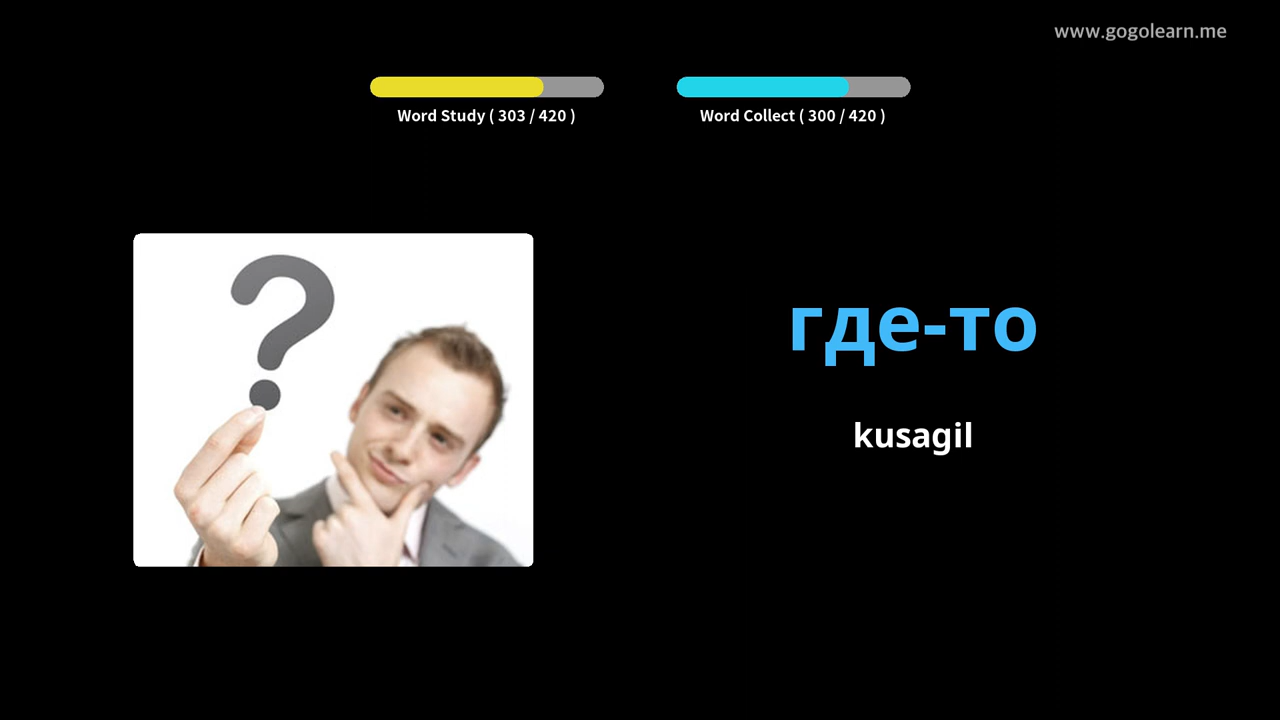 www.gogolearn.me
Word Study ( 303 / 420 )
Word Collect ( 300 / 420 )
?
где-то
kusagil